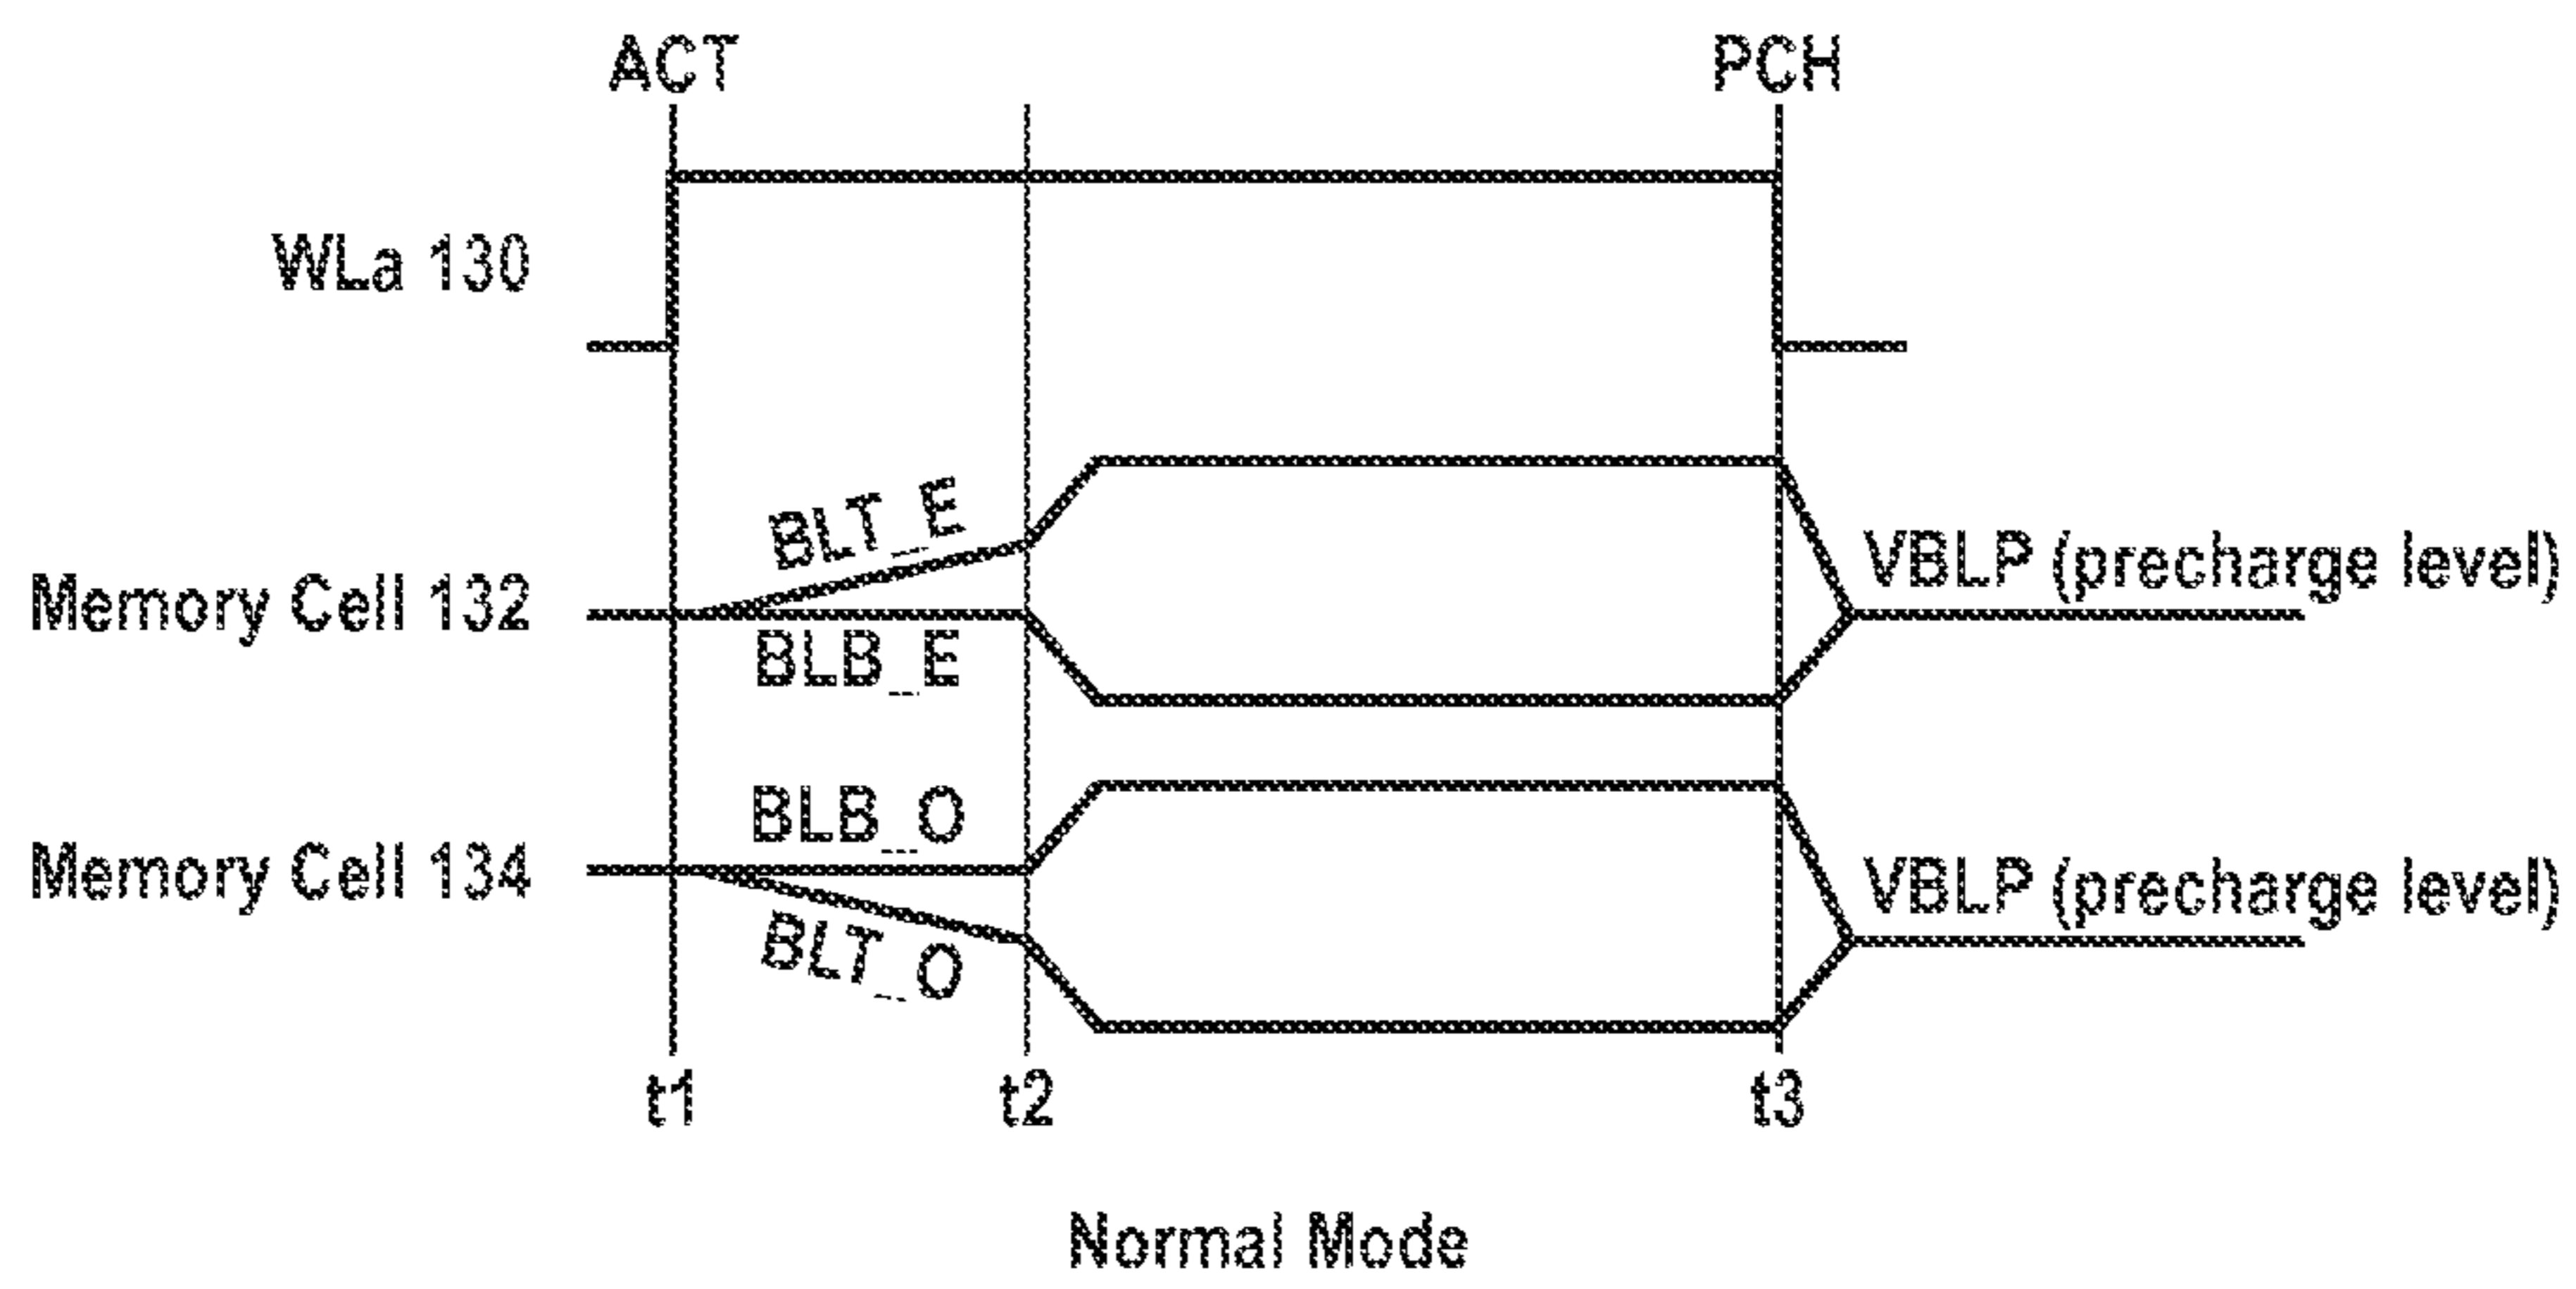 ACT
PCH
WLa 130
BLT_E
VBLP (precharge level)
Memory Cell 132
BLB_E
BLB_O
Memory Cell 134
VBLP (precharge level)
BLT_O
t1
t2
t3
Normal Mode